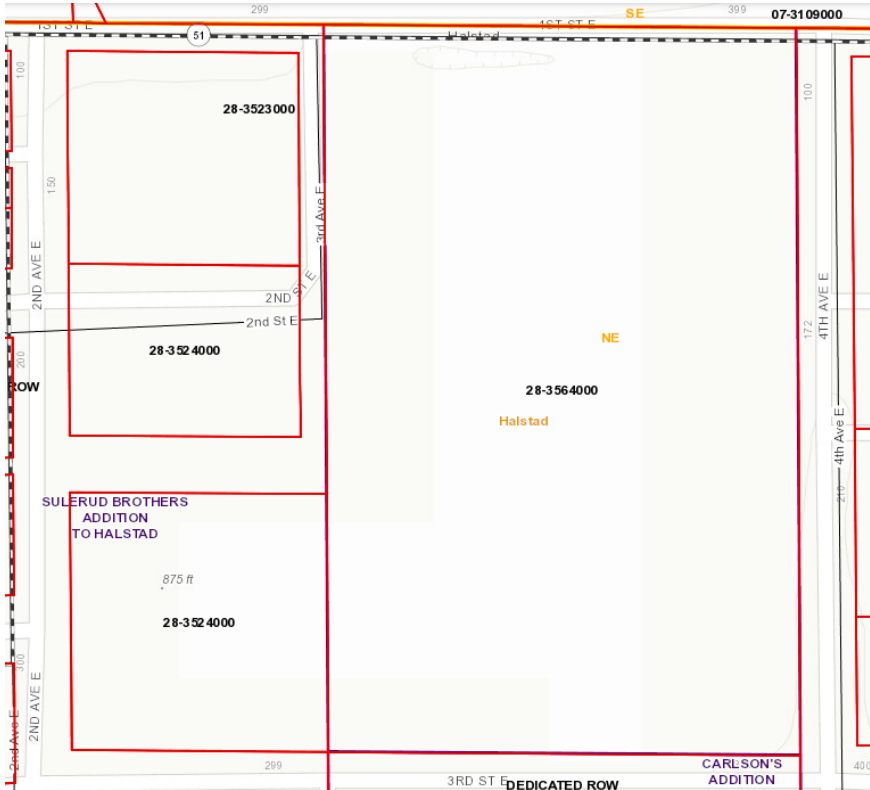 299
SE
399
07-3109000
1ST ST E
51
Halstad
1ST ST E
100
28-3523000
100
150
3rd Ave E
2ND AVE E
2ND ST E
4TH AVE E
2nd St E
172
NE
28-3524000
200
ROW
28-3564000
Halstad
4th Ave E
210
SULERUD BROTHERS
ADDITION
TO HALSTAD
875 ft
28-3524000
300
2ND AVE E
2nd Ave E
299
CARLSON'S
ADDITION
400
3RD ST E
DEDICATED ROW